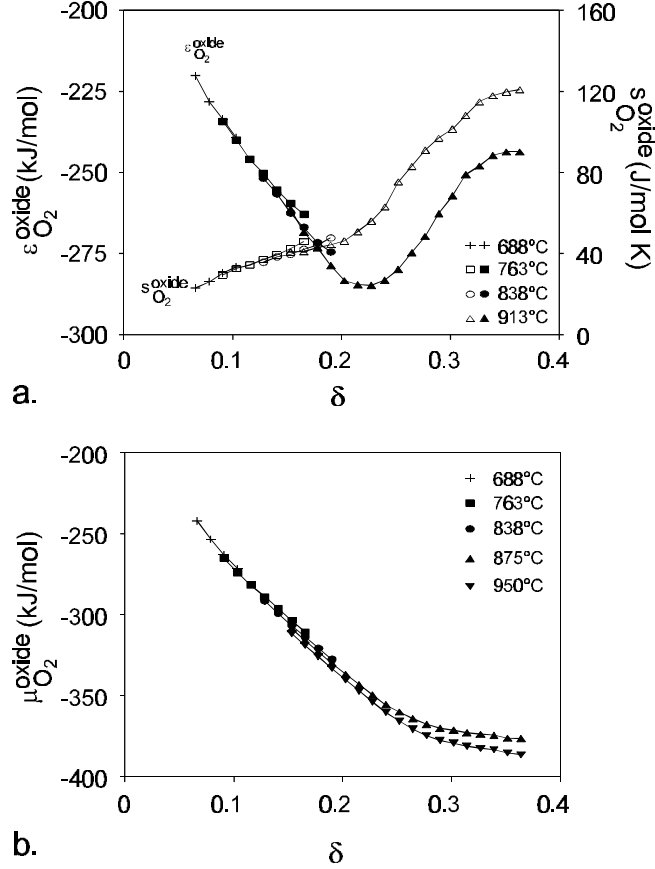 -200
-225
-250
-275
-300
ε O₂ oxide (kJ/mol)
ε O₂ oxide
s O₂ oxide
160
120
80
40
0
s O₂ oxide (J/mol K)
688°C
763°C
838°C
913°C
0 0.1 0.2 0.3 0.4
δ
a.
-200
-250
-300
-350
-400
μ O₂ oxide (kJ/mol)
688°C
763°C
838°C
875°C
950°C
0 0.1 0.2 0.3 0.4
δ
b.